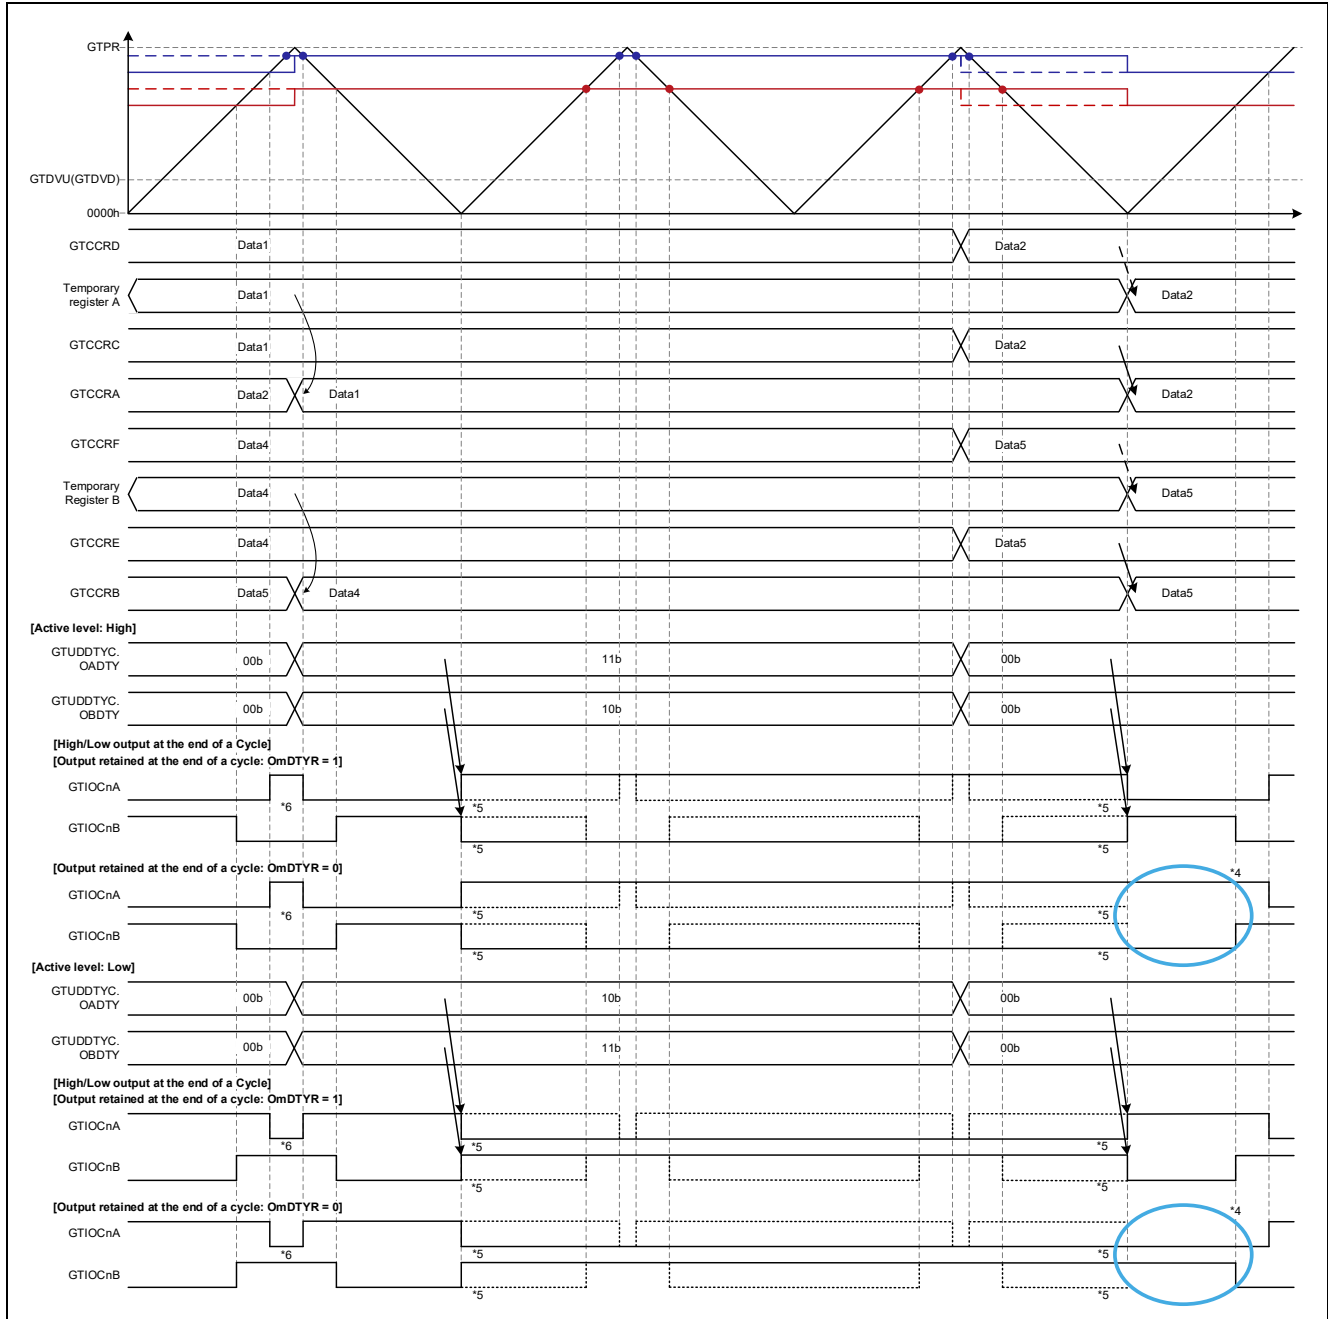 GTPR
GTDVU(GTDVD)
0000h
GTCCRD
Data1
Data2
Temporary
register A
Data1
Data2
GTCCRC
Data1
Data2
GTCCRA
Data2
Data1
Data2
GTCCRF
Data4
Data5
Temporary
Register B
Data4
Data5
GTCCRE
Data4
Data5
GTCCRB
Data5
Data4
Data5
[Active level: High]
GTUDDTYC.
OADTY
00b
11b
00b
GTUDDTYC.
OBDTY
00b
10b
00b
[High/Low output at the end of a Cycle]
[Output retained at the end of a cycle: OmDTYR = 1]
GTIOCnA
*6
*5
*5
GTIOCnB
*5
*5
[Output retained at the end of a cycle: OmDTYR = 0]
*4
GTIOCnA
*6
*5
*5
GTIOCnB
*5
*5
[Active level: Low]
GTUDDTYC.
OADTY
00b
10b
00b
GTUDDTYC.
OBDTY
00b
11b
00b
[High/Low output at the end of a Cycle]
[Output retained at the end of a cycle: OmDTYR = 1]
GTIOCnA
*6
*5
*5
GTIOCnB
*5
*5
[Output retained at the end of a cycle: OmDTYR = 0]
*4
GTIOCnA
*6
*5
*5
GTIOCnB
*5
*5